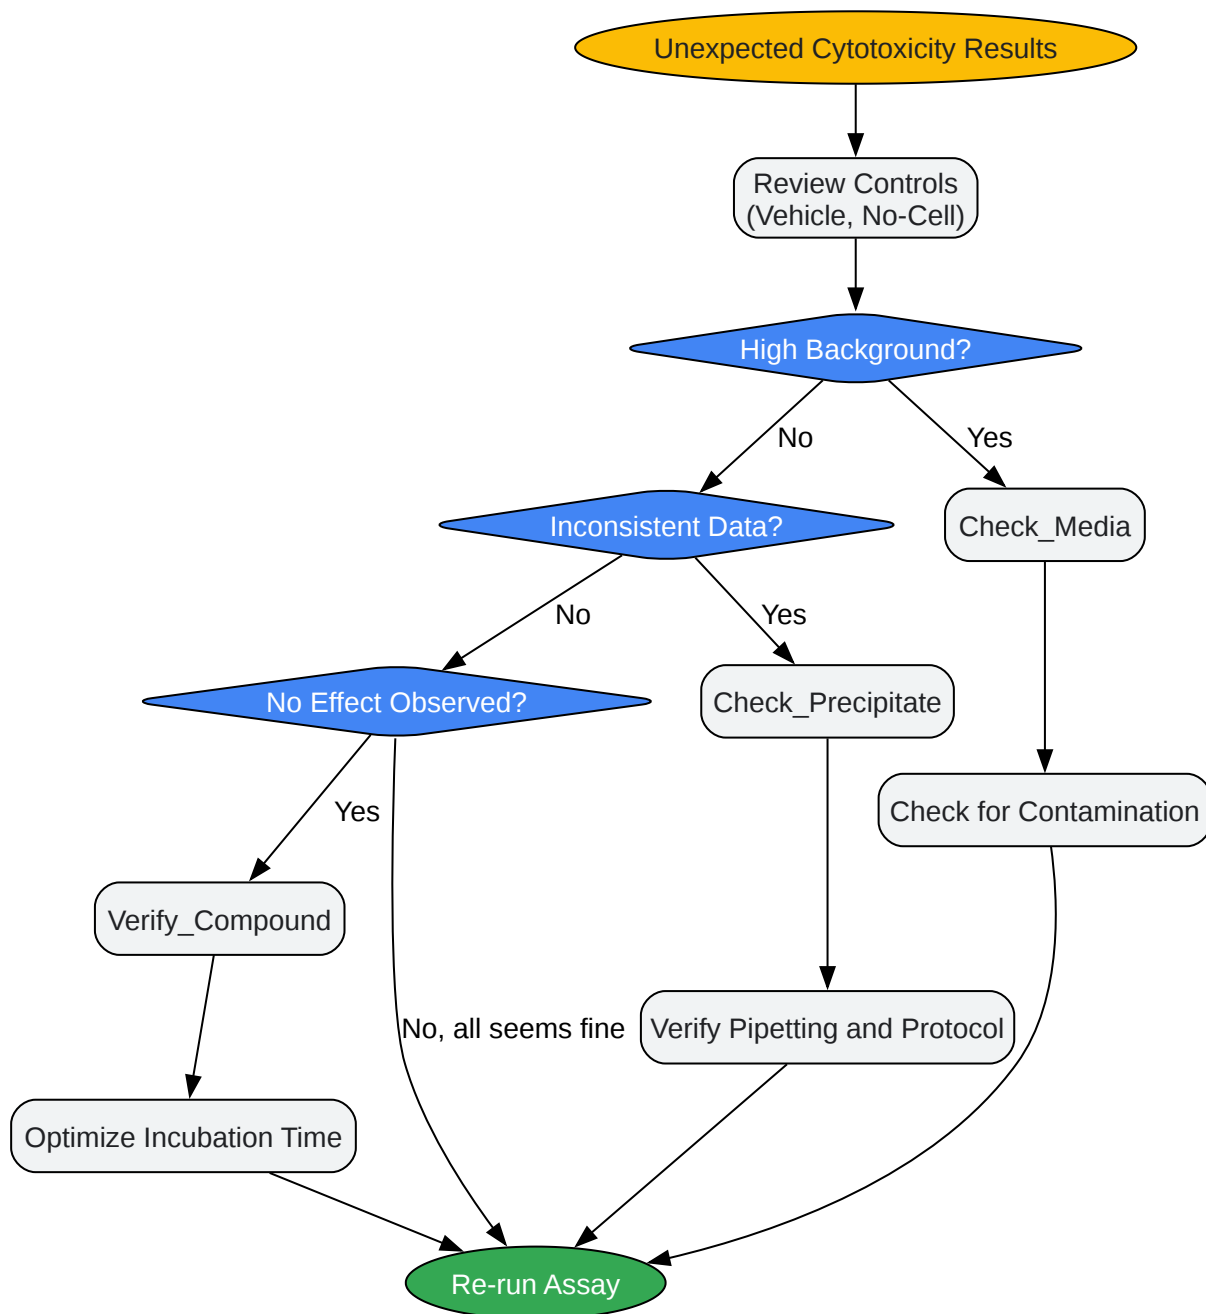 Unexpected Cytotoxicity Results
Review Controls
(Vehicle, No-Cell)
High Background?
No
Yes
Inconsistent Data?
Check_Media
No
Yes
No Effect Observed?
Check_Precipitate
Yes
Check for Contamination
Verify_Compound
No, all seems fine
Verify Pipetting and Protocol
Optimize Incubation Time
Re-run Assay